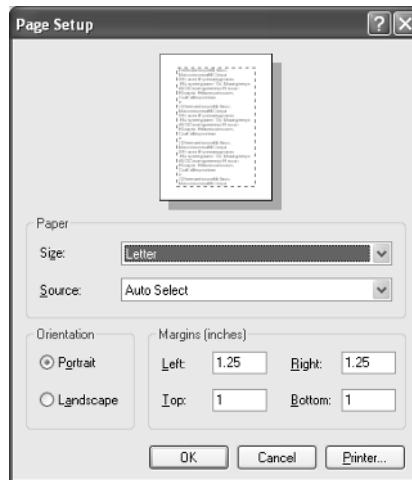 Page Setup
Paper
Size: Letter
Source: Auto Select
Orientation
Portrait
Landscape
Margins (inches)
Left: 1.25 Right: 1.25
Top: 1 Bottom: 1
OK Cancel Printer...